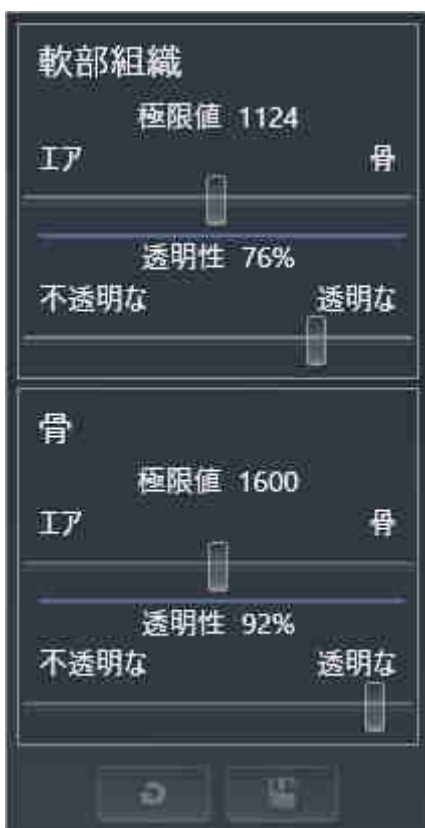 軟部組織
極限値 1124
エア 骨
透明性 76%
不透明な 透明な
骨
極限値 1600
エア 骨
透明性 92%
不透明な 透明な